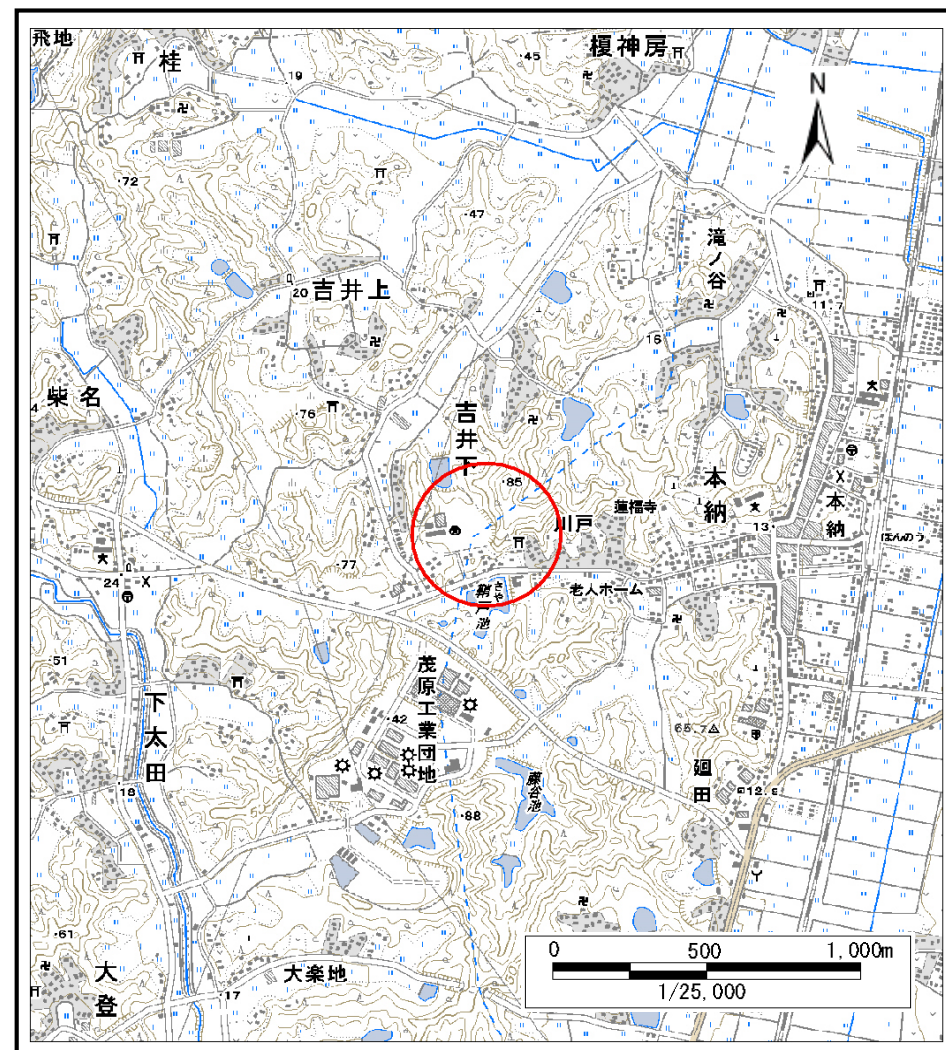 飛地
桂
榎神房
45
19
N
72
47
滝ノ谷
吉井上
20
11.7
16
柴名
4
76
吉井下
85
本納
蓮福寺
本納
川戸
13
ほんのう
77
24
老人ホーム
さや
鞘戸池
51
茂原工業団地
42
下太田
65.7
廻田
藤谷池
18
12.8
88
61
大登
大楽地
17
0 500 1,000m
1/25,000